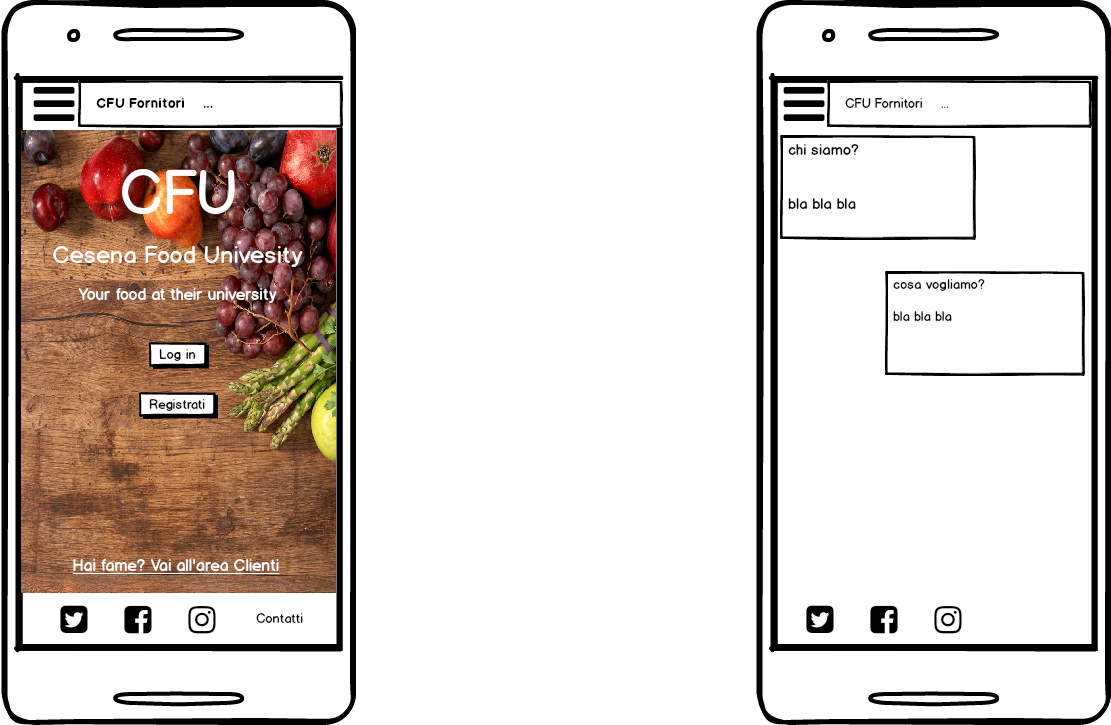 CFU Fornitori ...
CFU
Cesena Food Univesity
Your food at their university
Log in
Registrati
Hai fame? Vai all'area Clienti
Contatti
CFU Fornitori ...
chi siamo?
bla bla bla
cosa vogliamo?
bla bla bla